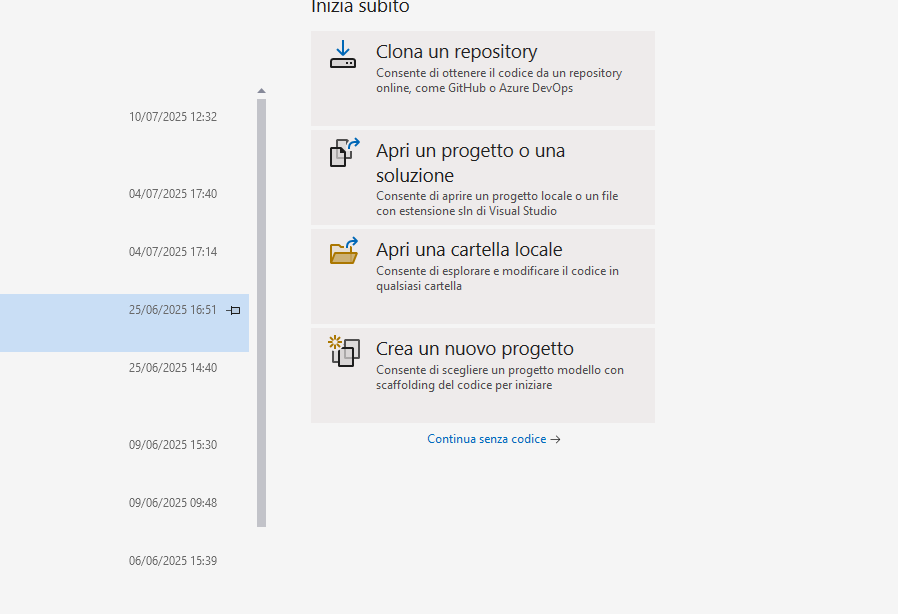 Inizia subito
Clona un repository
Consente di ottenere il codice da un repository
online, come GitHub o Azure DevOps
Apri un progetto o una
soluzione
Consente di aprire un progetto locale o un file
con estensione sln di Visual Studio
Apri una cartella locale
Consente di esplorare e modificare il codice in
qualsiasi cartella
Crea un nuovo progetto
Consente di scegliere un progetto modello con
scaffolding del codice per iniziare
Continua senza codice →
10/07/2025 12:32
04/07/2025 17:40
04/07/2025 17:14
25/06/2025 16:51
25/06/2025 14:40
09/06/2025 15:30
09/06/2025 09:48
06/06/2025 15:39